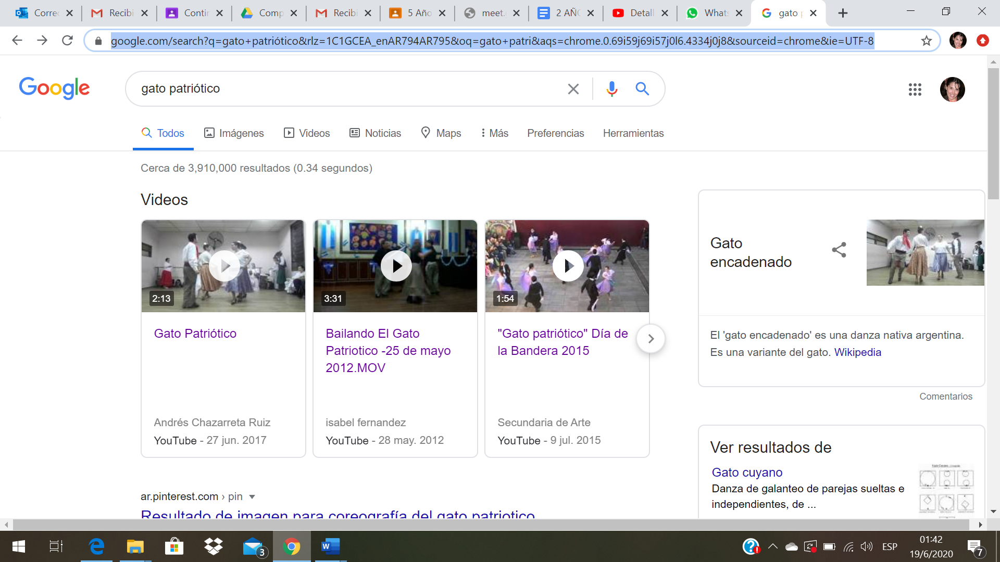 Correc
Recibi
Contin
Comp
Recibi
5 Año
meet.
2 AÑO
Detall
Whats
gato p
google.com/search?q=gato+patriótico&rlz=1C1GCEA_enAR794AR795&oq=gato+patri&aqs=chrome.0.69i59j69i57j0l6.4334j0j8&sourceid=chrome&ie=UTF-8
Google
gato patriótico
Todos
Imágenes
Videos
Noticias
Maps
Más
Preferencias
Herramientas
Cerca de 3,910,000 resultados (0.34 segundos)
Videos
2:13
Gato Patriótico
Andrés Chazarreta Ruiz
YouTube - 27 jun. 2017
3:31
Bailando El Gato
Patriotico -25 de mayo
2012.MOV
isabel fernandez
YouTube - 28 may. 2012
1:54
"Gato patriótico" Día de
la Bandera 2015
Secundaria de Arte
YouTube - 9 jul. 2015
ar.pinterest.com › pin
Resultado de imagen para coreografía del gato patriotico
Gato
encadenado
El 'gato encadenado' es una danza nativa argentina.
Es una variante del gato. Wikipedia
Comentarios
Ver resultados de
Gato cuyano
Danza de galanteo de parejas sueltas e
independientes, de ...
3
ESP
01:42
19/6/2020
7